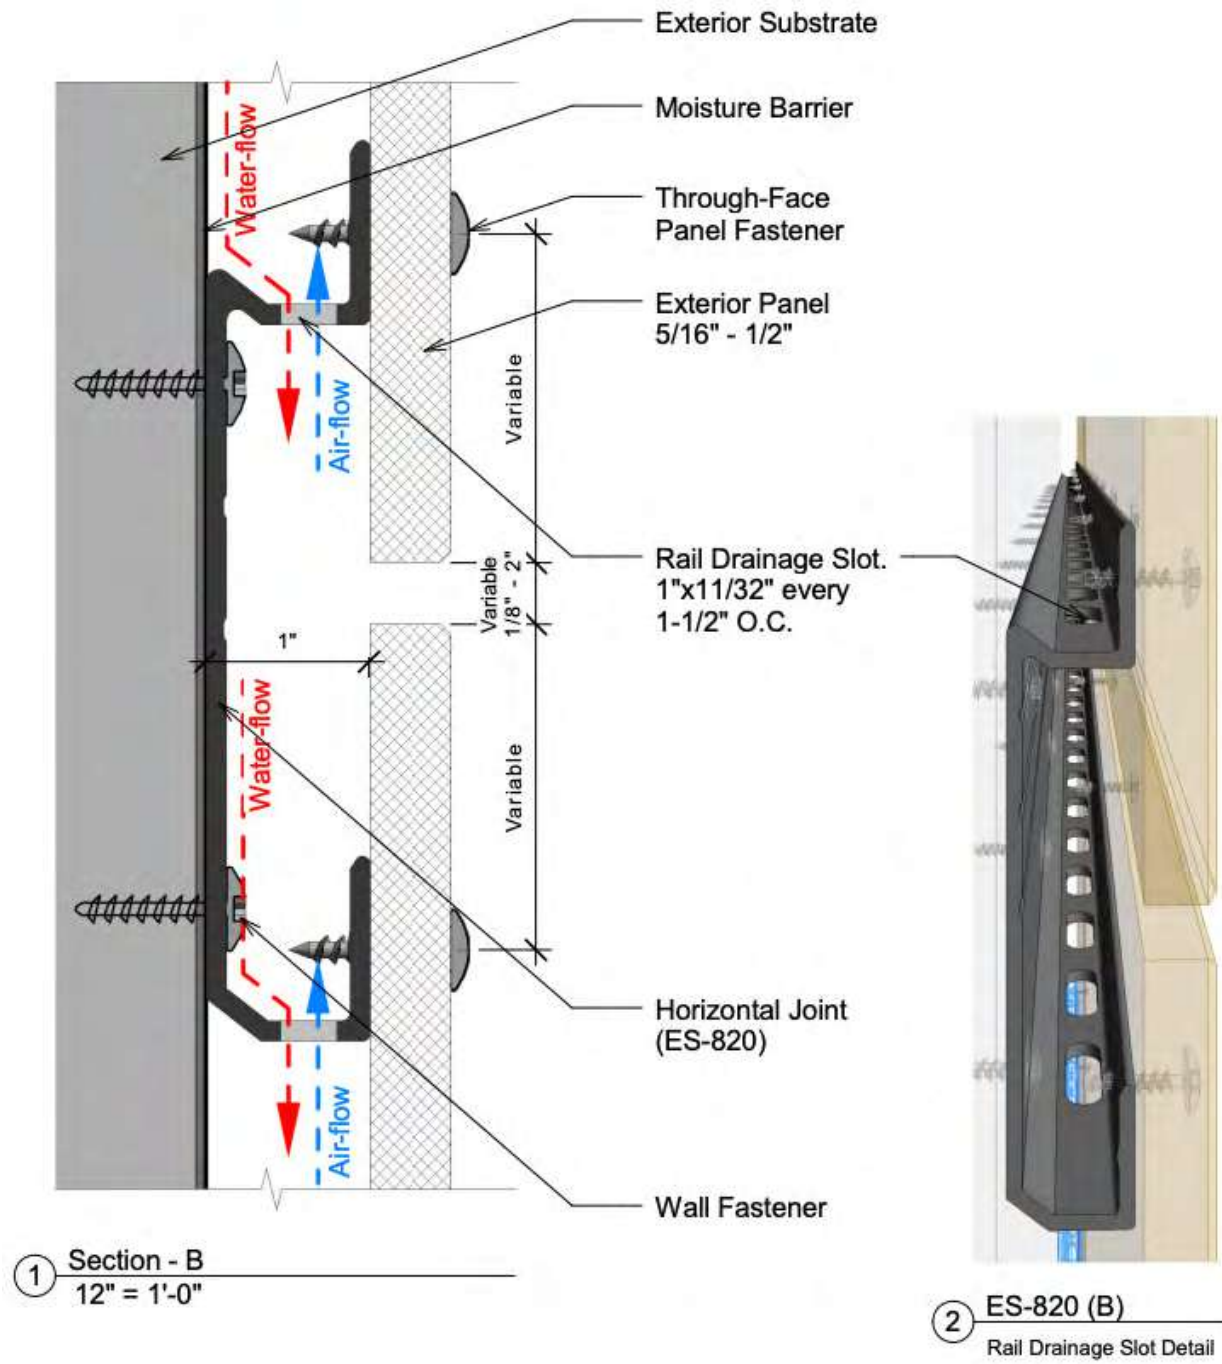 Exterior Substrate
Moisture Barrier
Through-Face
Panel Fastener
Exterior Panel
5/16" - 1/2"
Water-flow
Air-flow
Variable
Variable
1/8" - 2"
Rail Drainage Slot.
1"x11/32" every
1-1/2" O.C.
1"
Water-flow
Variable
Horizontal Joint
(ES-820)
Air-flow
Wall Fastener
1
Section - B
12" = 1'-0"
2
ES-820 (B)
Rail Drainage Slot Detail